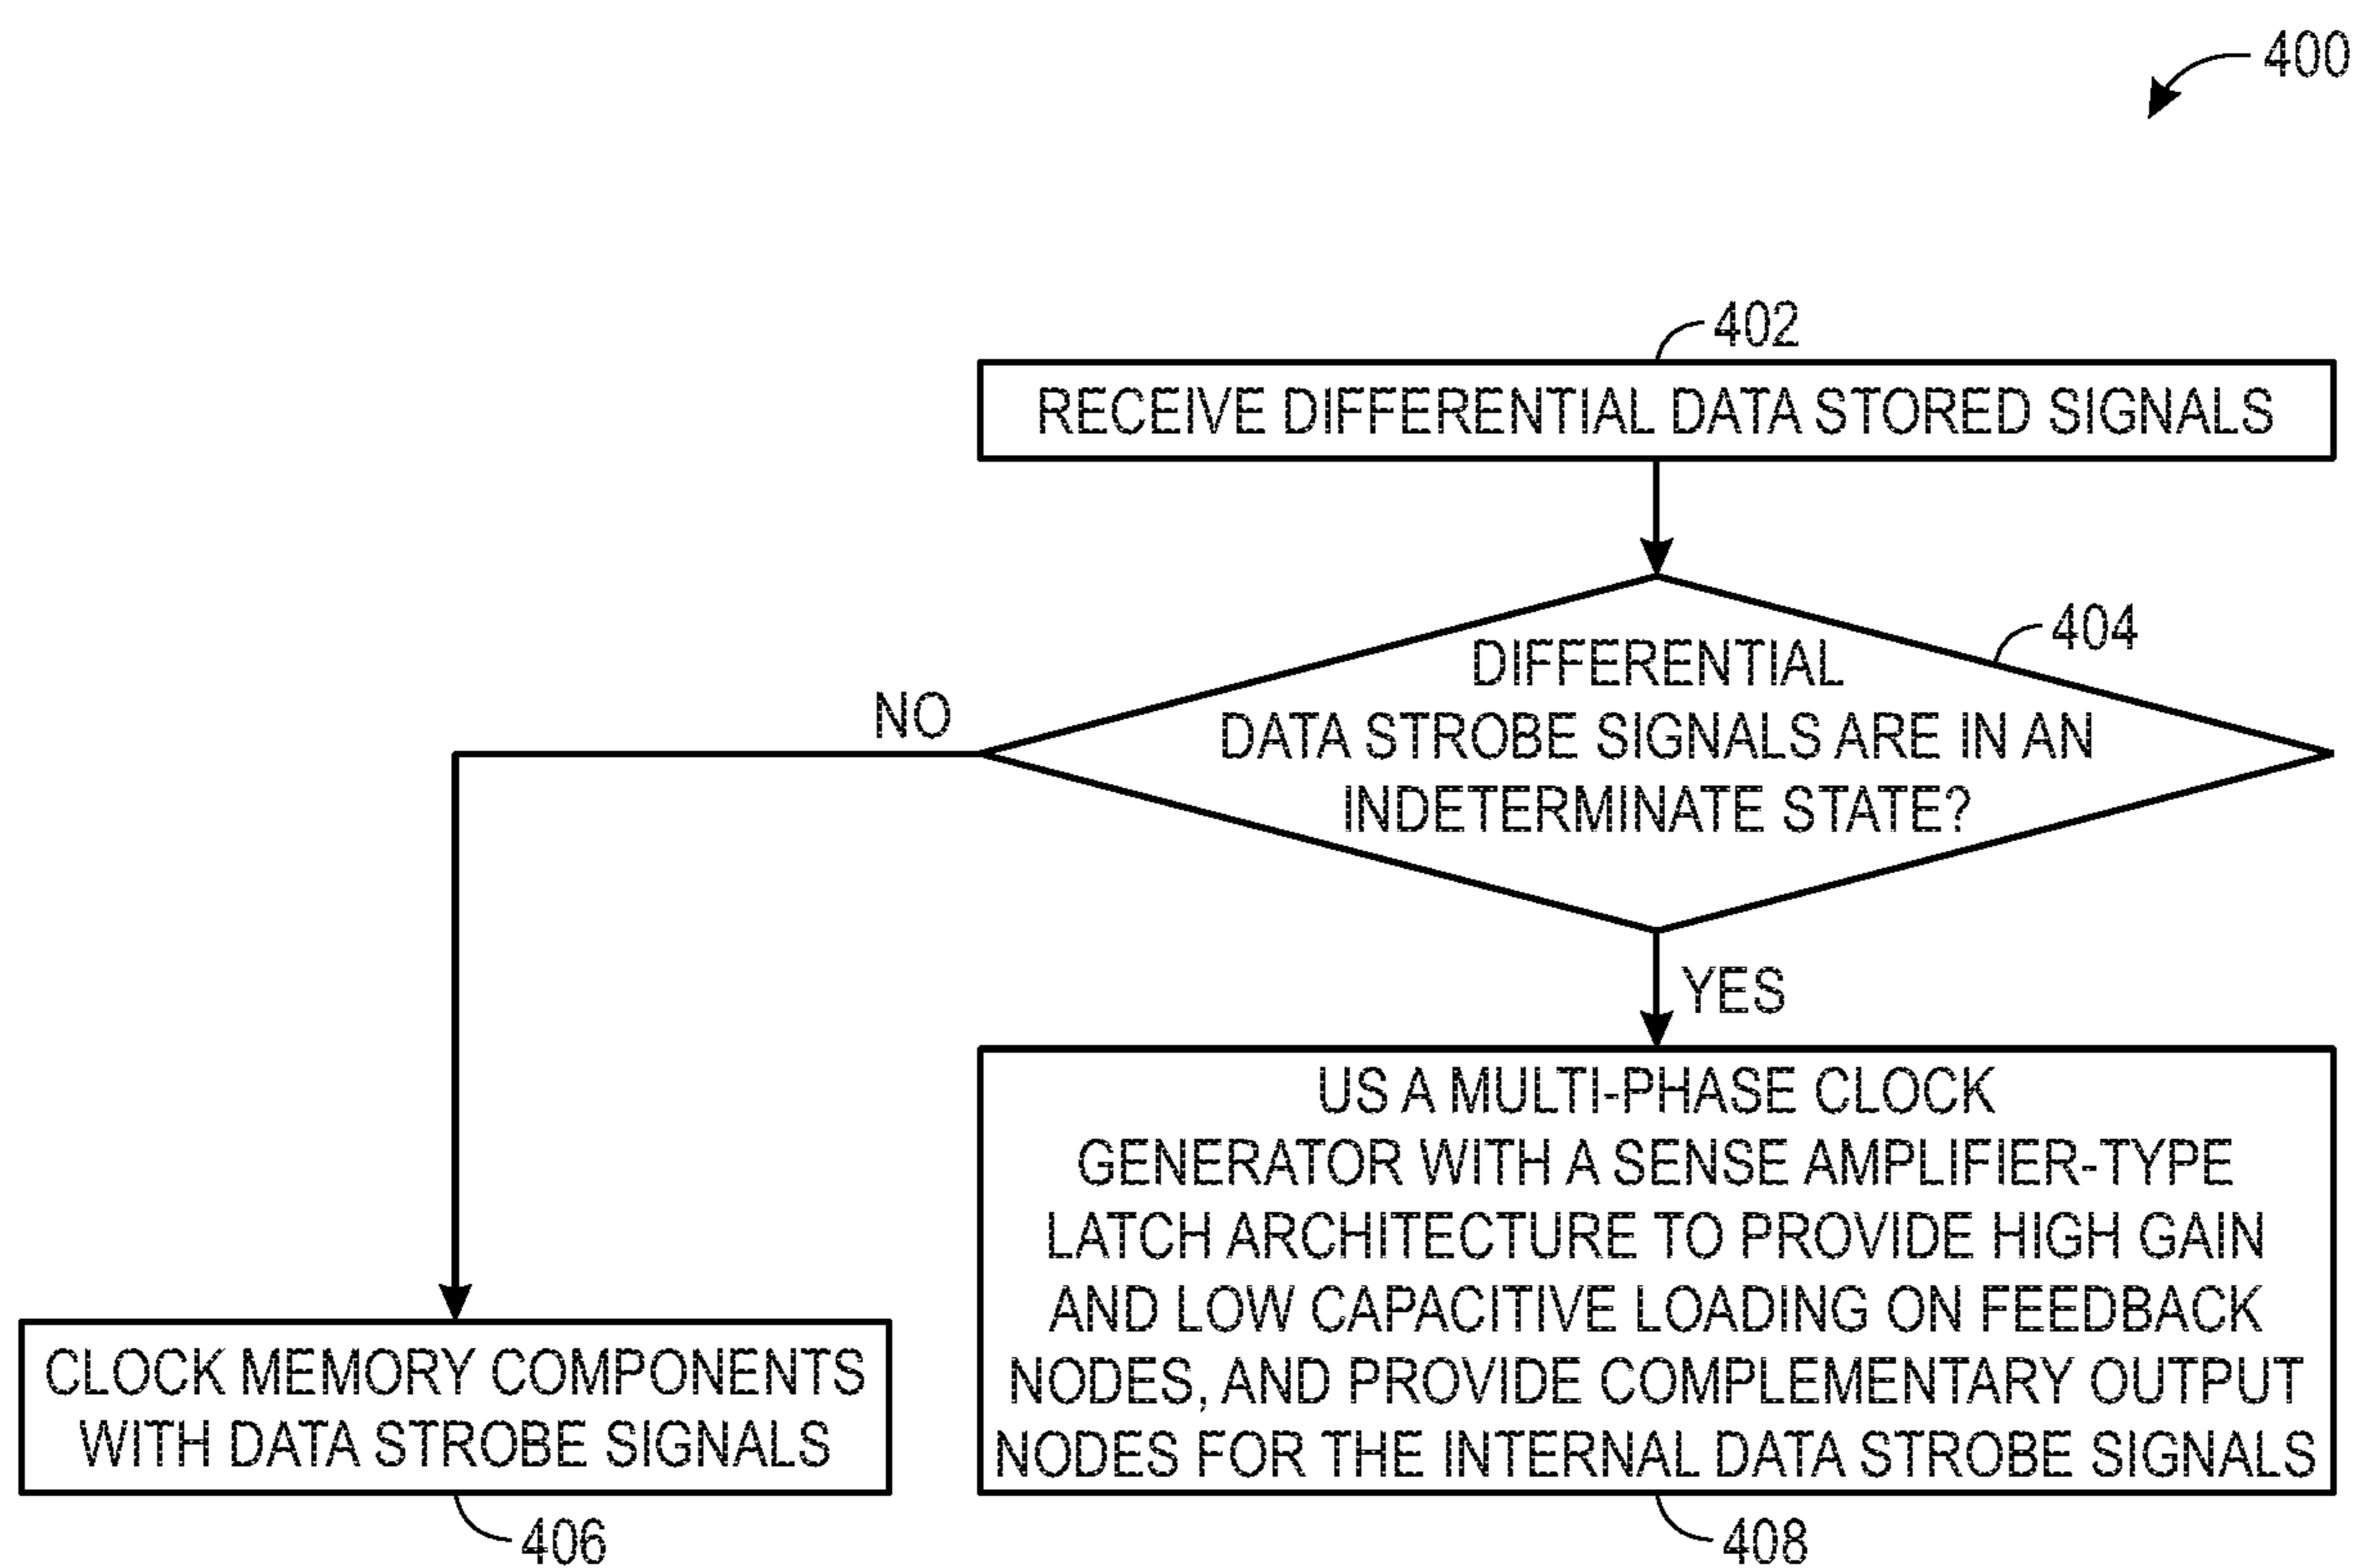 400
402
RECEIVE DIFFERENTIAL DATA STORED SIGNALS
404
DIFFERENTIAL
DATA STROBE SIGNALS ARE IN AN
INDETERMINATE STATE?
NO
YES
US A MULTI-PHASE CLOCK
GENERATOR WITH A SENSE AMPLIFIER-TYPE
LATCH ARCHITECTURE TO PROVIDE HIGH GAIN
AND LOW CAPACITIVE LOADING ON FEEDBACK
NODES, AND PROVIDE COMPLEMENTARY OUTPUT
NODES FOR THE INTERNAL DATA STROBE SIGNALS
CLOCK MEMORY COMPONENTS
WITH DATA STROBE SIGNALS
406
408